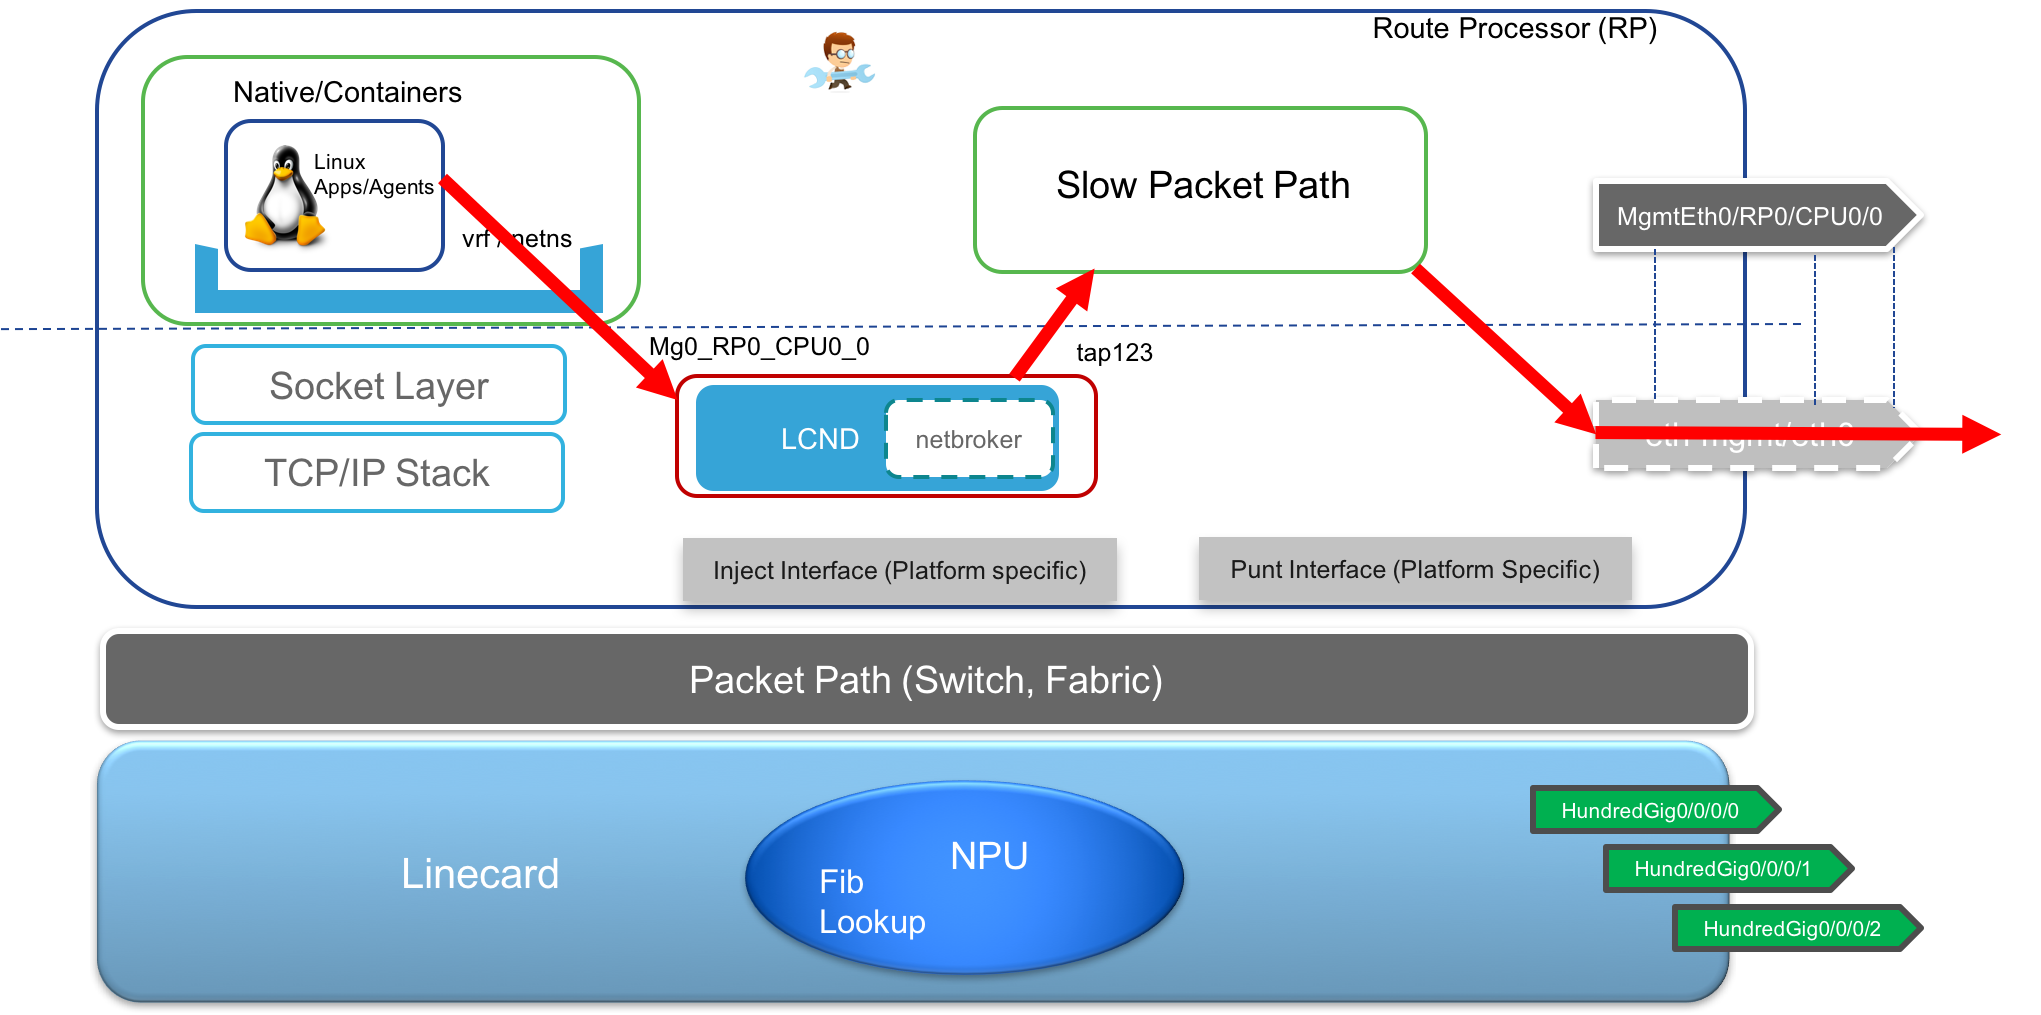 Route Processor (RP)
Native/Containers
Linux
Apps/Agents
vrf / netns
Slow Packet Path
MgmtEth0/RP0/CPU0/0
Mg0_RP0_CPU0_0
tap123
Socket Layer
TCP/IP Stack
LCND
netbroker
eth-mgmt/eth0
Inject Interface (Platform specific)
Punt Interface (Platform Specific)
Packet Path (Switch, Fabric)
Linecard
NPU
Fib
Lookup
HundredGig0/0/0/0
HundredGig0/0/0/1
HundredGig0/0/0/2